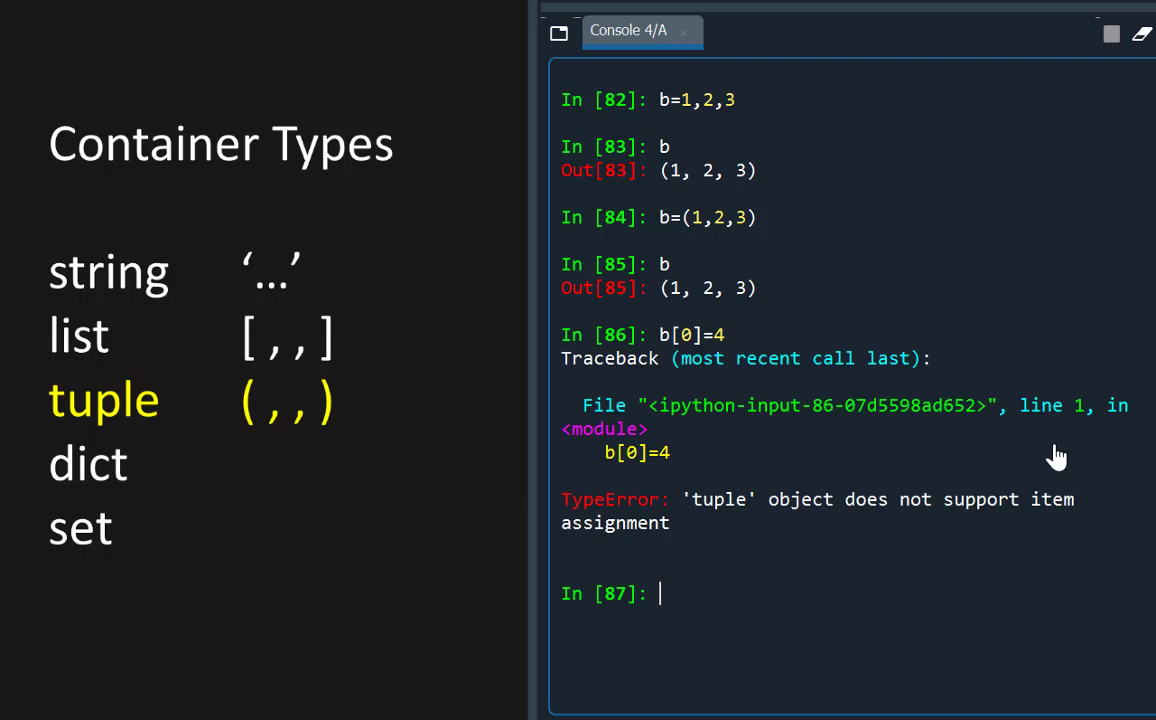 Container Types
string ‘…’
list [ , , ]
tuple ( , , )
dict
set
Console 4/A
In [82]: b=1,2,3
In [83]: b
Out[83]: (1, 2, 3)
In [84]: b=(1,2,3)
In [85]: b
Out[85]: (1, 2, 3)
In [86]: b[0]=4
Traceback (most recent call last):
File "<ipython-input-86-07d5598ad652>", line 1, in
<module>
b[0]=4
TypeError: 'tuple' object does not support item
assignment
In [87]: